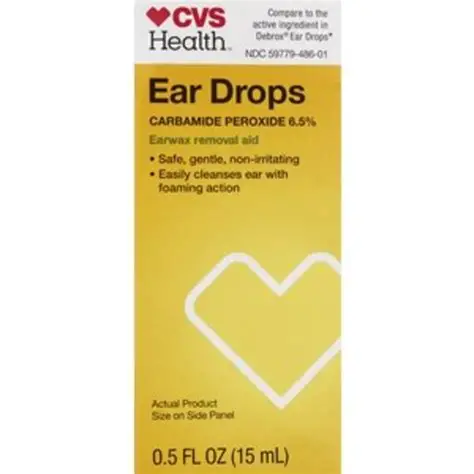 CVS
Health™
Compare to the
active ingredient in
Debrox® Ear Drops*
NDC 59779-486-01
Ear Drops
CARBAMIDE PEROXIDE 6.5%
Earwax removal aid
• Safe, gentle, non-irritating
• Easily cleanses ear with
foaming action
Actual Product
Size on Side Panel
0.5 FL OZ (15 mL)